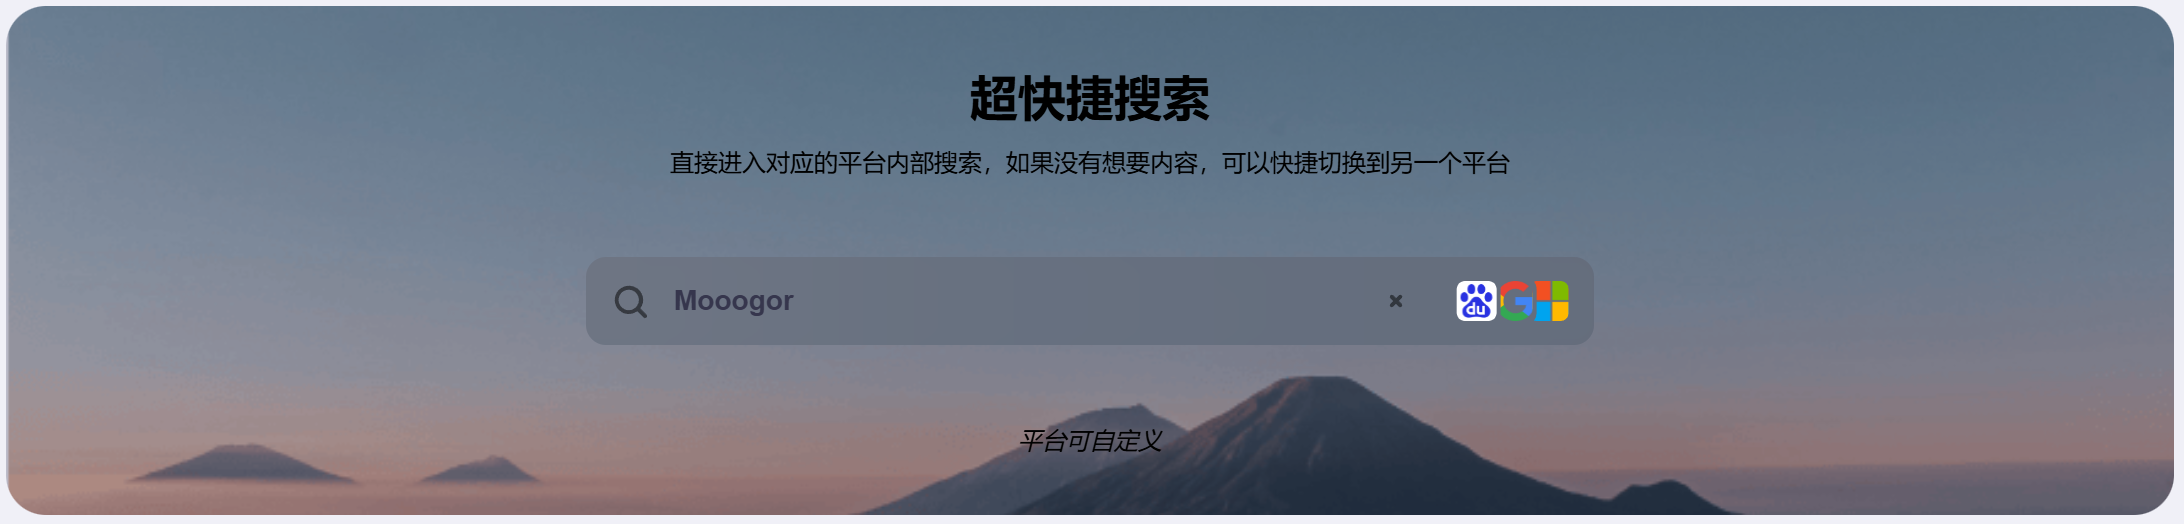 超快捷搜索
直接进入对应的平台内部搜索，如果没有想要内容，可以快捷切换到另一个平台
Mooogor
du
平台可自定义